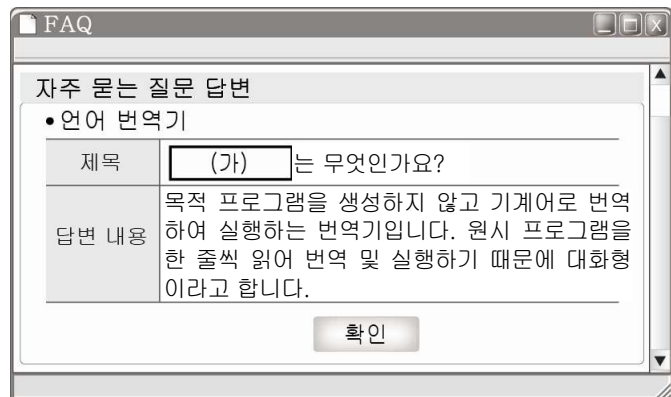 FAQ
자주 묻는 질문 답변
•언어 번역기
제목
(가)는 무엇인가요?
답변 내용
목적 프로그램을 생성하지 않고 기계어로 번역
하여 실행하는 번역기입니다. 원시 프로그램을
한 줄씩 읽어 번역 및 실행하기 때문에 대화형
이라고 합니다.
확인